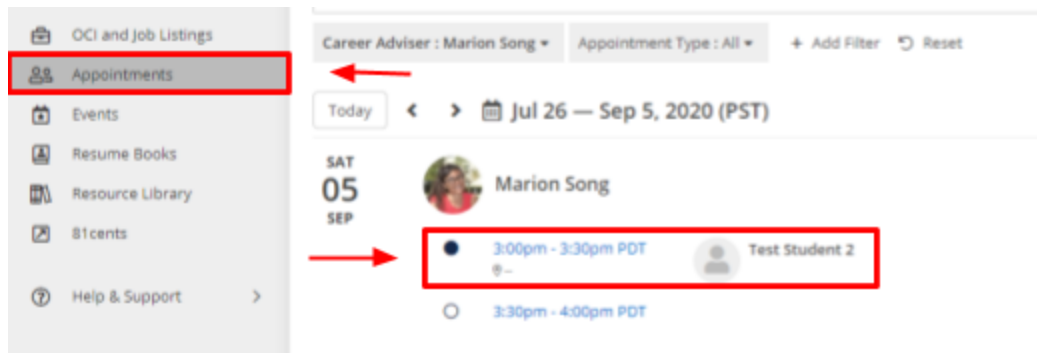 OCI and Job Listings
Appointments
Events
Resume Books
Resource Library
81cents
Help & Support
Career Adviser : Marion Song
Appointment Type : All
+ Add Filter
Reset
Today
Jul 26 — Sep 5, 2020 (PST)
SAT
05
SEP
Marion Song
3:00pm - 3:30pm PDT
Test Student 2
--
3:30pm - 4:00pm PDT